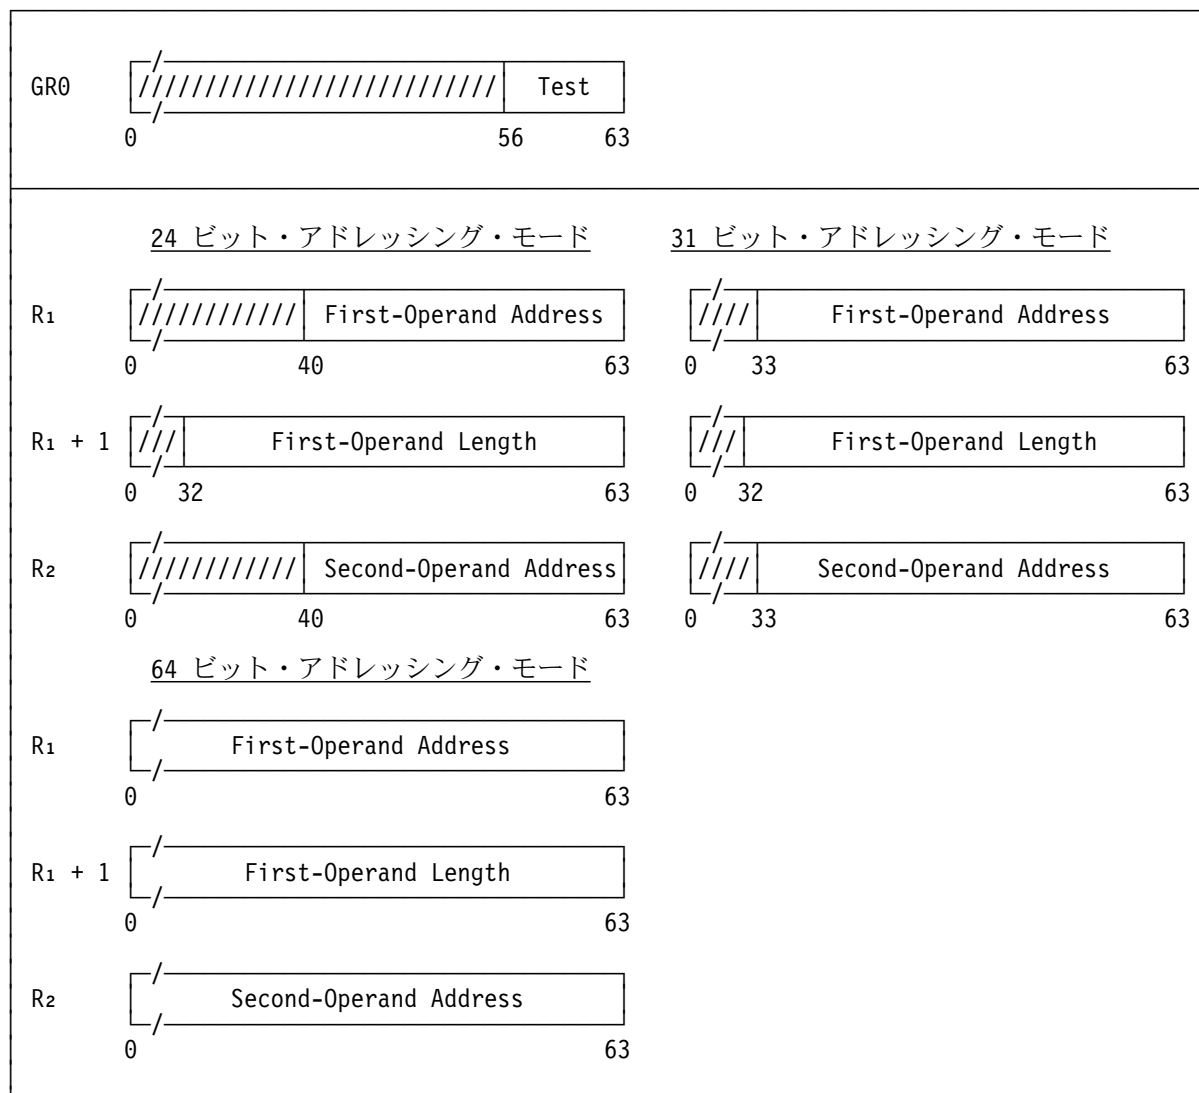 GR0 //////////////////////////// Test
0 56 63
24 ビット・アドレッシング・モード 31 ビット・アドレッシング・モード
R₁ //////////// First-Operand Address //// First-Operand Address
0 40 63 0 33 63
R₁ + 1 /// First-Operand Length /// First-Operand Length
0 32 63 0 32 63
R₂ //////////// Second-Operand Address //// Second-Operand Address
0 40 63 0 33 63
64 ビット・アドレッシング・モード
R₁ First-Operand Address
0 63
R₁ + 1 First-Operand Length
0 63
R₂ Second-Operand Address
0 63